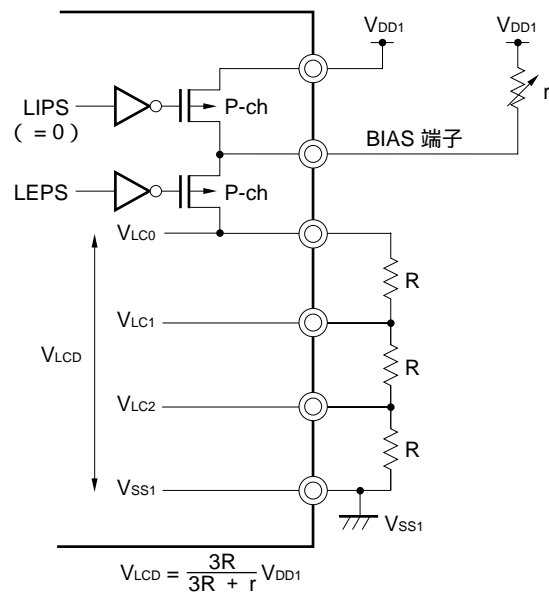 VDD1 VDD1
LIPS
( = 0)
P-ch
r
BIAS 端子
LEPS
P-ch
VLC0
R
VLC1
VLCD
R
VLC2
R
VSS1
VSS1
VLCD = 3R / 3R + r VDD1